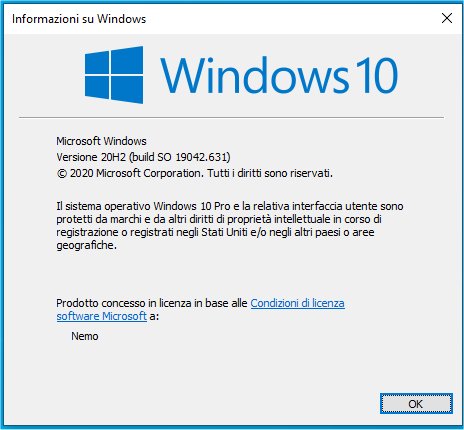 Informazioni su Windows
Windows 10
Microsoft Windows
Versione 20H2 (build SO 19042.631)
© 2020 Microsoft Corporation. Tutti i diritti sono riservati.
Il sistema operativo Windows 10 Pro e la relativa interfaccia utente sono
protetti da marchi e da altri diritti di proprietà intellettuale in corso di
registrazione o registrati negli Stati Uniti e/o negli altri paesi o aree
geografiche.
Prodotto concesso in licenza in base alle Condizioni di licenza
software Microsoft a:
Nemo
OK